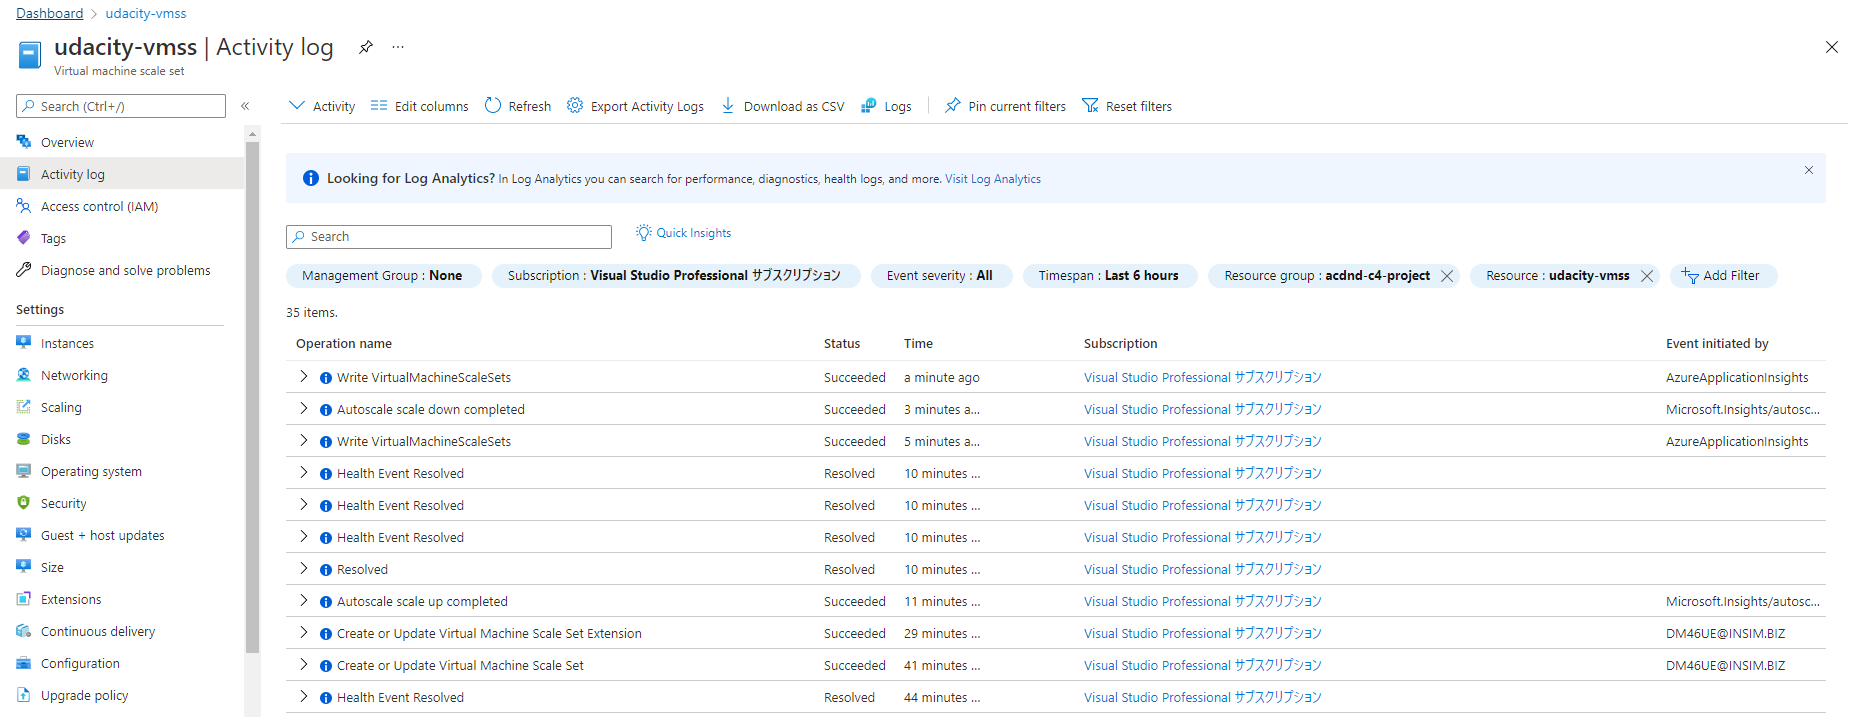 Dashboard > udacity-vmss
udacity-vmss | Activity log
Virtual machine scale set
Search (Ctrl+/)
Overview
Activity log
Access control (IAM)
Tags
Diagnose and solve problems
Settings
Instances
Networking
Scaling
Disks
Operating system
Security
Guest + host updates
Size
Extensions
Continuous delivery
Configuration
Upgrade policy
Activity Edit columns Refresh Export Activity Logs Download as CSV Logs Pin current filters Reset filters
Looking for Log Analytics? In Log Analytics you can search for performance, diagnostics, health logs, and more. Visit Log Analytics
Search Quick Insights
Management Group : None Subscription : Visual Studio Professional サブスクリプション Event severity : All Timespan : Last 6 hours Resource group : acdnd-c4-project Resource : udacity-vmss Add Filter
35 items.
Operation name Status Time Subscription Event initiated by
Write VirtualMachineScaleSets Succeeded a minute ago Visual Studio Professional サブスクリプション AzureApplicationInsights
Autoscale scale down completed Succeeded 3 minutes a... Visual Studio Professional サブスクリプション Microsoft.Insights/autosc...
Write VirtualMachineScaleSets Succeeded 5 minutes a... Visual Studio Professional サブスクリプション AzureApplicationInsights
Health Event Resolved Resolved 10 minutes ... Visual Studio Professional サブスクリプション
Health Event Resolved Resolved 10 minutes ... Visual Studio Professional サブスクリプション
Health Event Resolved Resolved 10 minutes ... Visual Studio Professional サブスクリプション
Resolved Resolved 10 minutes ... Visual Studio Professional サブスクリプション
Autoscale scale up completed Succeeded 11 minutes ... Visual Studio Professional サブスクリプション Microsoft.Insights/autosc...
Create or Update Virtual Machine Scale Set Extension Succeeded 29 minutes ... Visual Studio Professional サブスクリプション DM46UE@INSIM.BIZ
Create or Update Virtual Machine Scale Set Succeeded 41 minutes ... Visual Studio Professional サブスクリプション DM46UE@INSIM.BIZ
Health Event Resolved Resolved 44 minutes ... Visual Studio Professional サブスクリプション